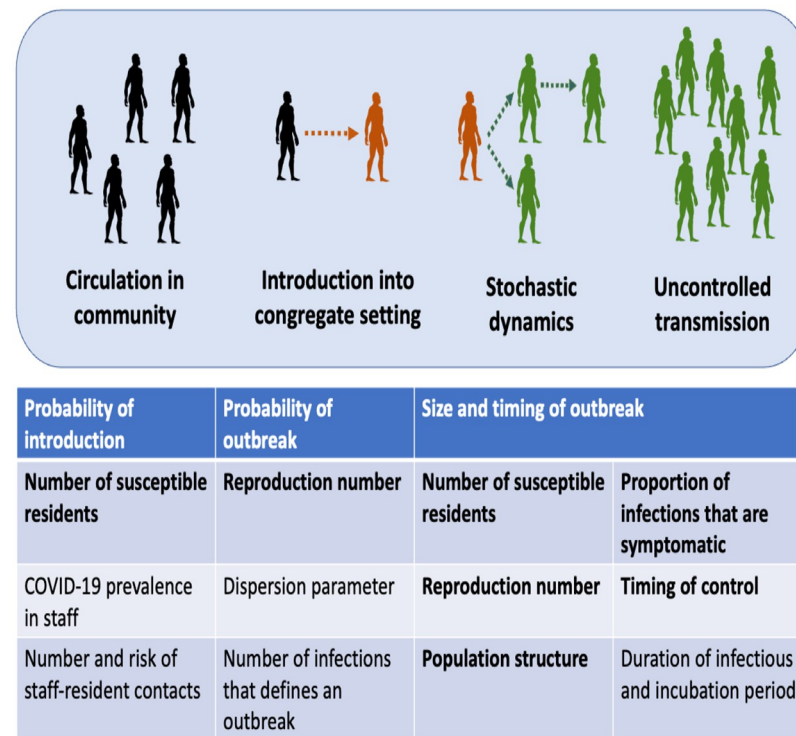 Circulation in
community
Introduction into
congregate setting
Stochastic
dynamics
Uncontrolled
transmission
Probability of
introduction
Probability of
outbreak
Size and timing of outbreak
Number of susceptible
residents
Reproduction number
Number of susceptible
residents
Proportion of
infections that are
symptomatic
COVID-19 prevalence
in staff
Dispersion parameter
Reproduction number
Timing of control
Number and risk of
staff-resident contacts
Number of infections
that defines an
outbreak
Population structure
Duration of infectious
and incubation period